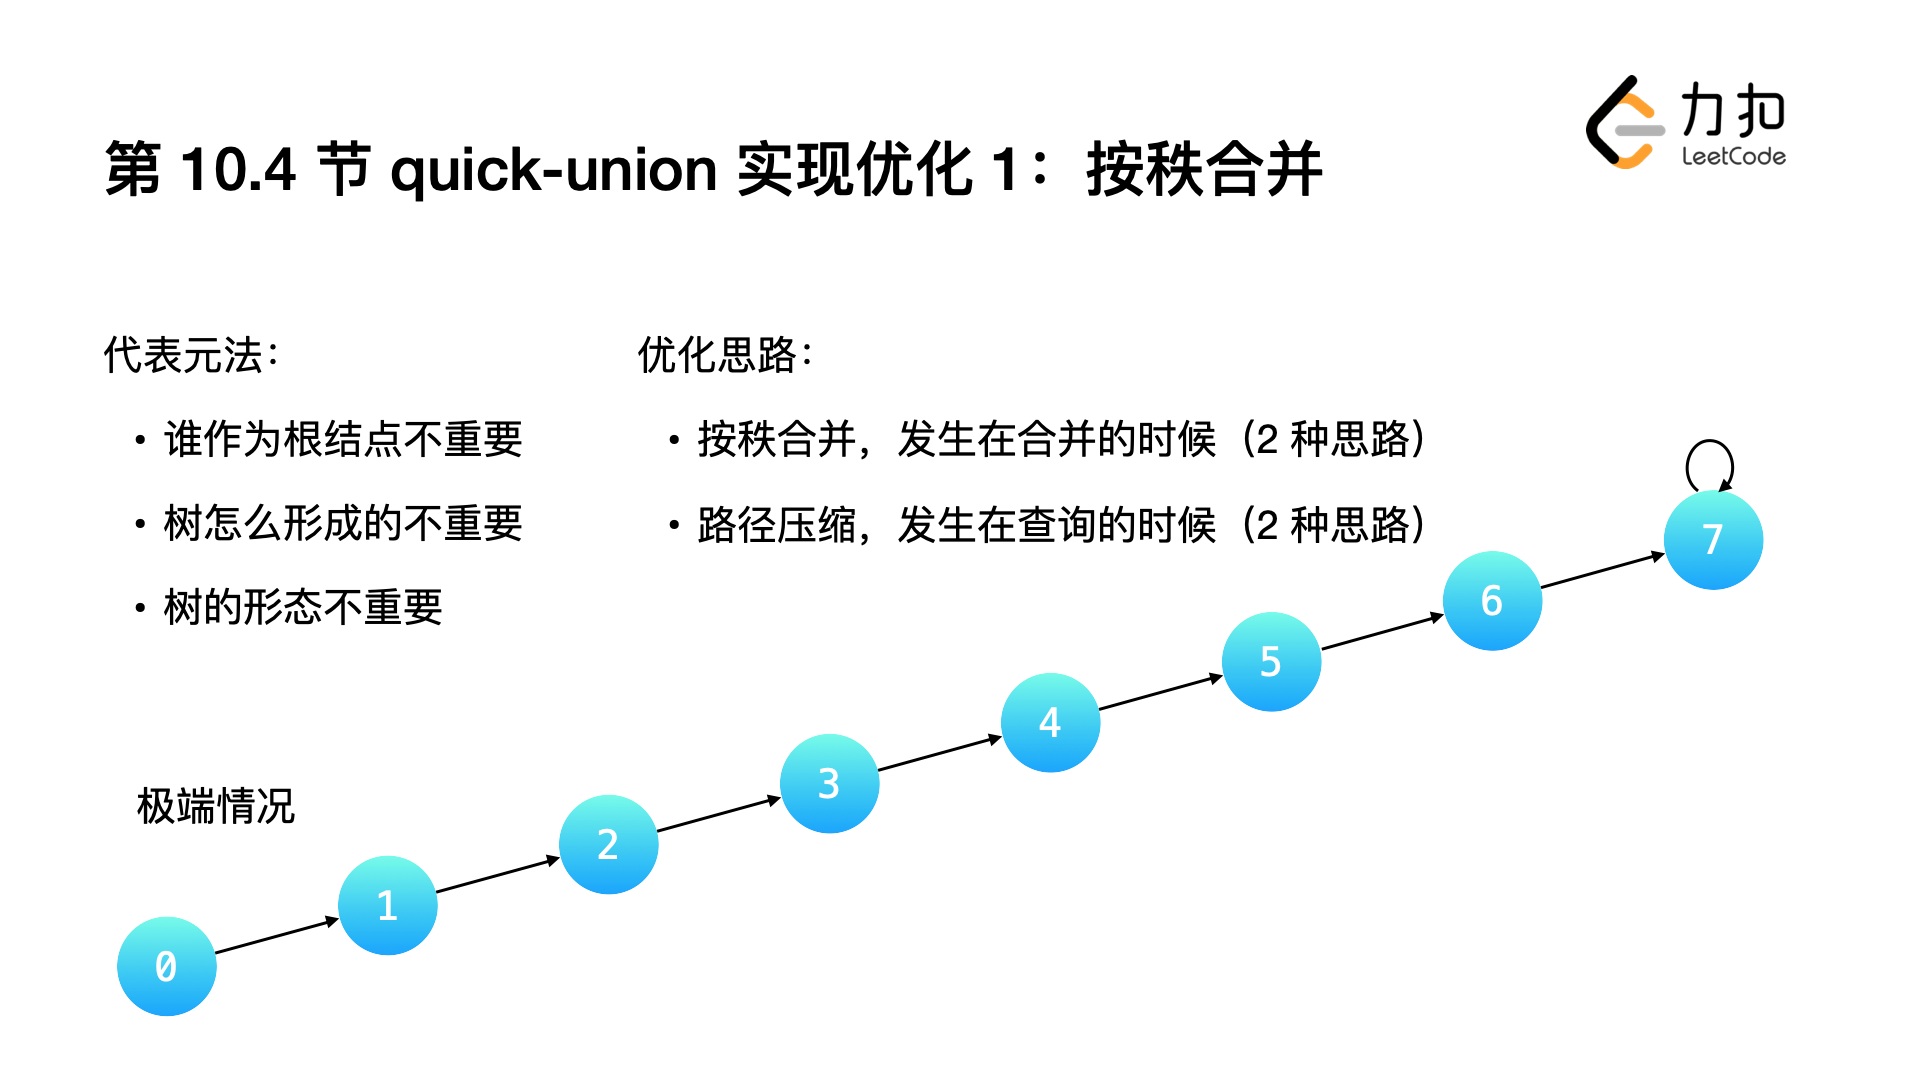 第 10.4 节 quick-union 实现优化 1：按秩合并
力扣
LeetCode
代表元法：
• 谁作为根结点不重要
• 树怎么形成的不重要
• 树的形态不重要
优化思路：
• 按秩合并，发生在合并的时候（2 种思路）
• 路径压缩，发生在查询的时候（2 种思路）
极端情况
0
1
2
3
4
5
6
7